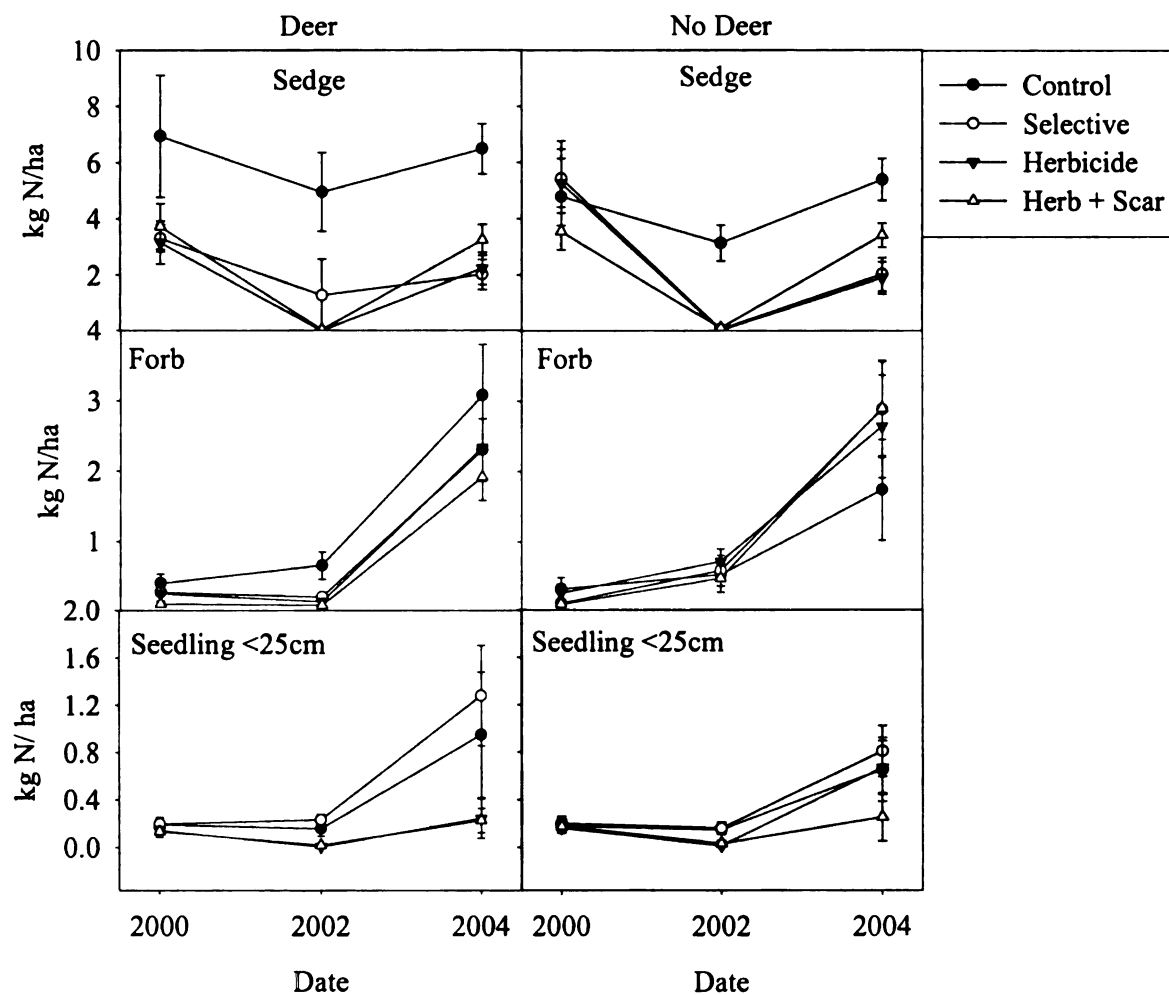 Deer
No Deer
10
8
6
4
2
4
kg N/ha
Sedge
Sedge
Control
Selective
Herbicide
Herb + Scar
3
2
1
2.0
kg N/ha
Forb
Forb
1.6
1.2
0.8
0.4
0.0
kg N/ ha
Seedling <25cm
Seedling <25cm
2000 2002 2004
2000 2002 2004
Date
Date